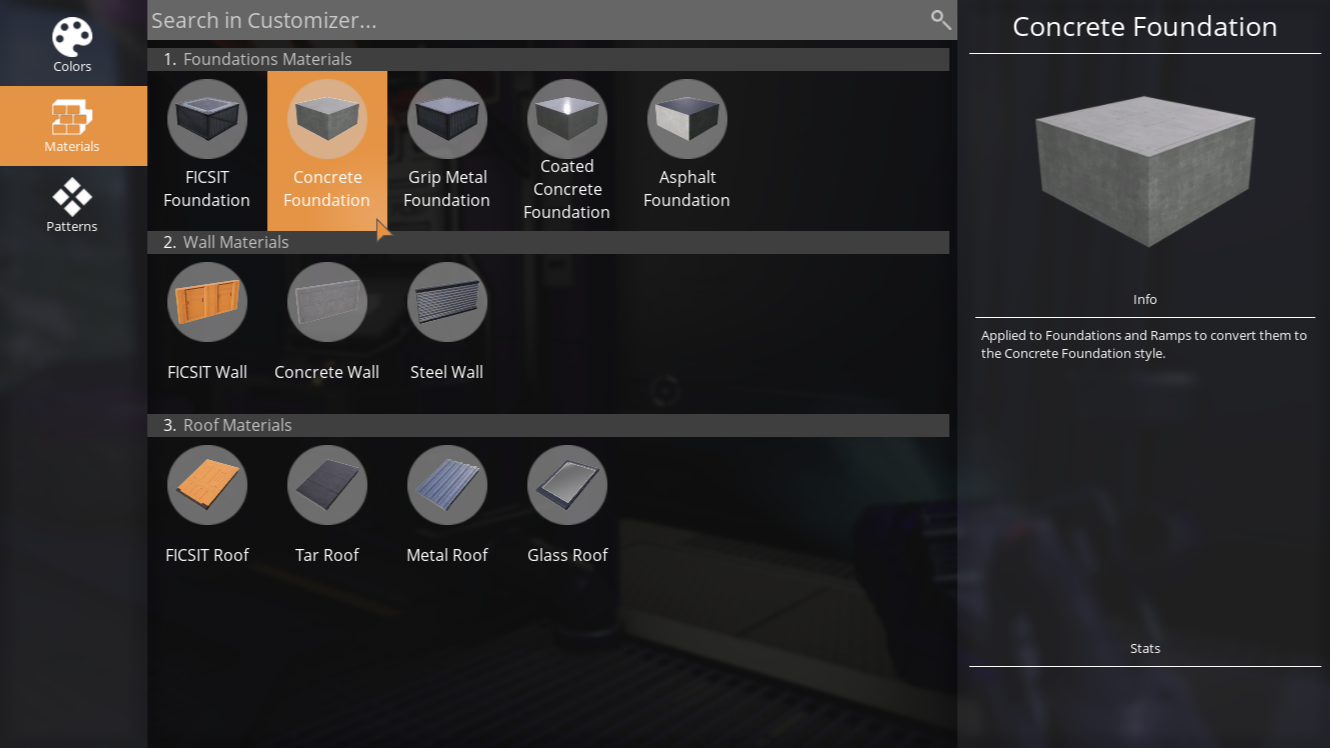 Colors
Materials
Patterns
Search in Customizer...
1. Foundations Materials
FICSIT
Foundation
Concrete
Foundation
Grip Metal
Foundation
Coated
Concrete
Foundation
Asphalt
Foundation
2. Wall Materials
FICSIT Wall
Concrete Wall
Steel Wall
3. Roof Materials
FICSIT Roof
Tar Roof
Metal Roof
Glass Roof
Concrete Foundation
Info
Applied to Foundations and Ramps to convert them to
the Concrete Foundation style.
Stats